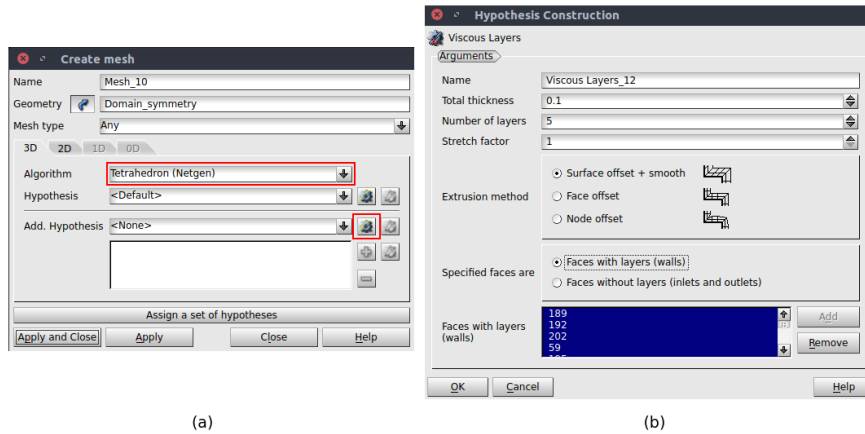 Create mesh
Name Mesh_10
Geometry Domain_symmetry
Mesh type Any
3D 2D 1D 0D
Algorithm Tetrahedron (Netgen)
Hypothesis <Default>
Add. Hypothesis <None>
Assign a set of hypotheses
Apply and Close Apply Close Help
(a)
Hypothesis Construction
Viscous Layers
Arguments
Name Viscous Layers_12
Total thickness 0.1
Number of layers 5
Stretch factor 1
Extrusion method
Surface offset + smooth
Face offset
Node offset
Specified faces are
Faces with layers (walls)
Faces without layers (inlets and outlets)
Faces with layers (walls)
189
192
202
59
Add
Remove
OK Cancel Help
(b)